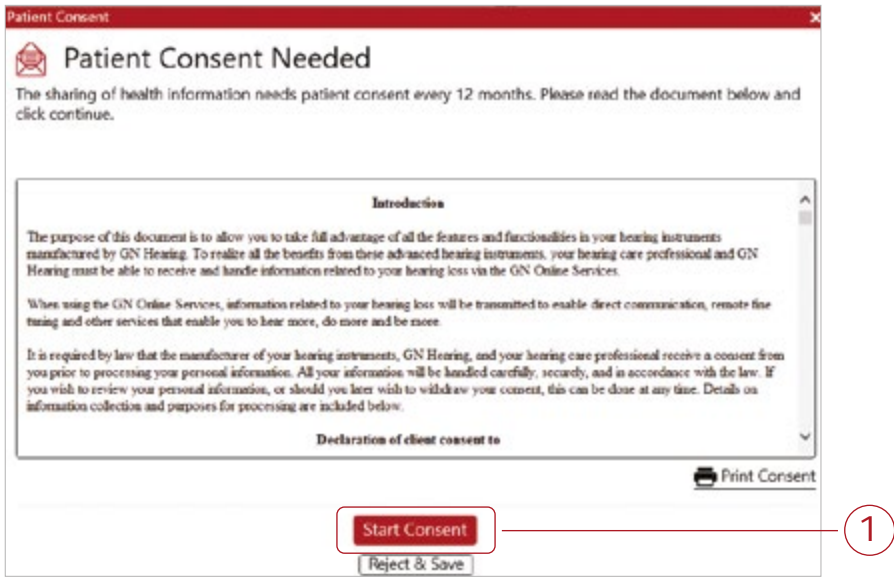 Patient Consent
x
Patient Consent Needed
The sharing of health information needs patient consent every 12 months. Please read the document below and
click continue.
Introduction
The purpose of this document is to allow you to take full advantage of all the features and functionalities in your hearing instruments
manufactured by GN Hearing. To realize all the benefits from these advanced hearing instruments, your hearing care professional and GN
Hearing must be able to receive and handle information related to your hearing loss via the GN Online Services.
When using the GN Online Services, information related to your hearing loss will be transmitted to enable direct communication, remote fine
tuning and other services that enable you to hear more, do more and be more.
It is required by law that the manufacturer of your hearing instruments, GN Hearing, and your hearing care professional receive a consent from
you prior to processing your personal information. All your information will be handled carefully, securely, and in accordance with the law. If
you wish to review your personal information, or should you later wish to withdraw your consent, this can be done at any time. Details on
information collection and purposes for processing are included below.
Declaration of client consent to
Print Consent
Start Consent
1
Reject & Save